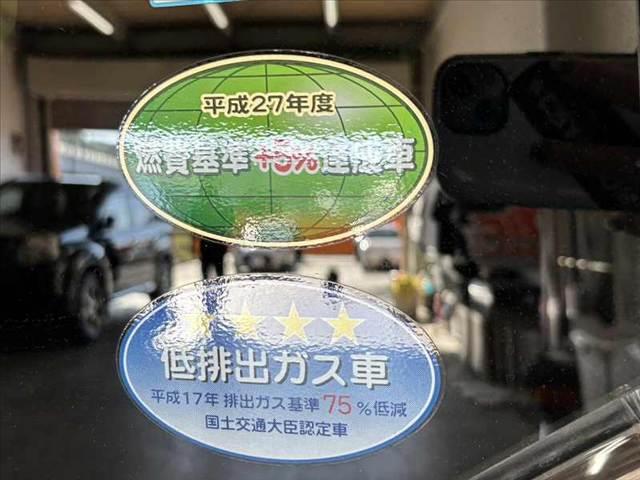 平成27年度
燃費基準+5%達成車
★★★★
低排出ガス車
平成17年 排出ガス基準75%低減
国土交通大臣認定車